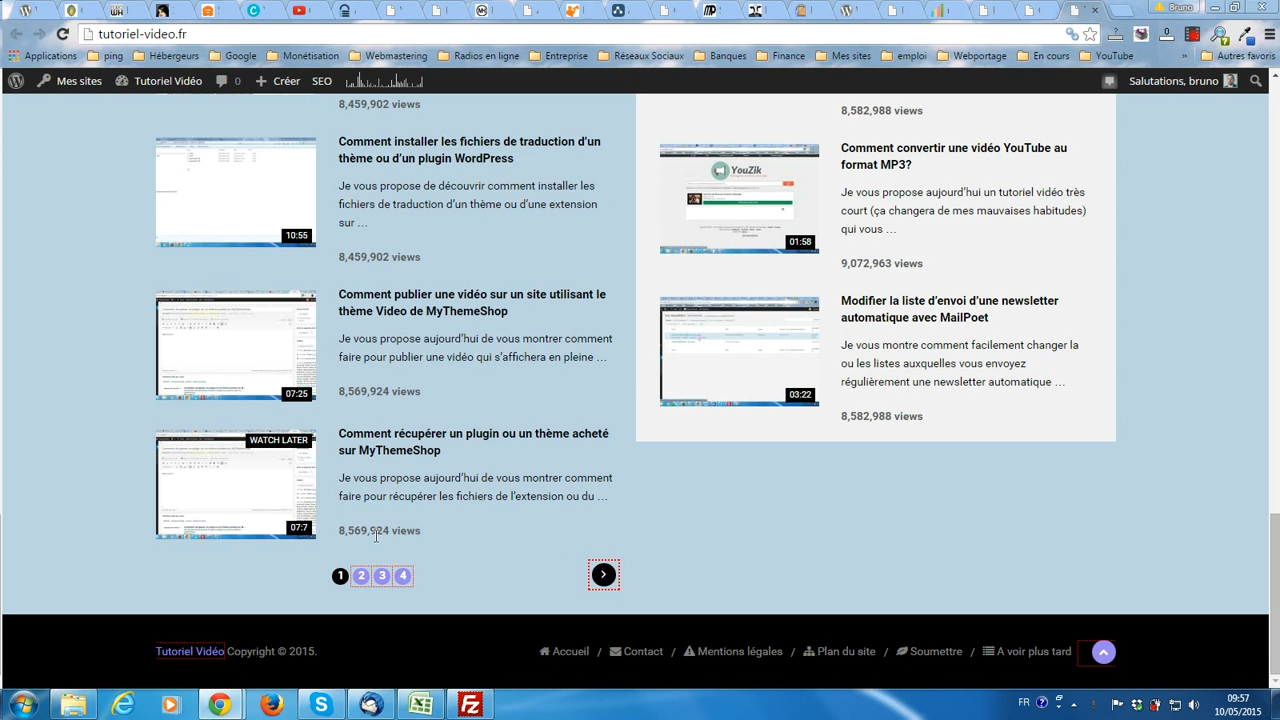 Bruno
tutoriel-video.fr
Applications
ping
Hébergeurs
Google
Monétisation
Webmastering
Radios en ligne
Entreprise
Réseaux Sociaux
Banques
Finance
Mes sites
emploi
Webportage
En cours
YouTube
»
Autres favoris
Mes sites
Tutoriel Vidéo
0
Créer
SEO
Salutations, bruno
8,459,902 views
Comment installer les fichiers de traduction d’un
thème et d’un plugin WordPress
Je vous propose de découvrir comment installer les
fichiers de traduction d’un thème ou d’une extension
sur …
10:55
8,459,902 views
Comment publier une vidéo sur un site utilisant le
thème Video de MyThemeShop
Je vous propose aujourd’hui de vous montrer comment
faire pour publier une vidéo qui s’affiche en pleine …
07:25
views
WATCH LATER
Comment récupérer un plugin ou un thème acheté
sur MyThemeShop
Je vous propose aujourd’hui de vous montrer comment
faire pour récupérer les fichiers de l’extension ou du …
07:7
8,569,924 views
1 2 3 4
8,582,988 views
YouZik
Comment convertir une vidéo YouTube au
format MP3?
Je vous propose aujourd’hui un tutoriel vidéo très
court (ça changera de mes mauvaises habitudes)
qui vous …
01:58
9,072,963 views
Modifier la base d’envoi d’une newsletter
automatique avec MailPoet
Je vous montre comment facilement changer la
ou les listes auxquelles vous envoyez
newsletter automatique …
03:22
8,582,988 views
Tutoriel Vidéo Copyright © 2015.
Accueil / Contact / Mentions légales / Plan du site / Soumettre / A voir plus tard
FR
09:57
10/05/2015